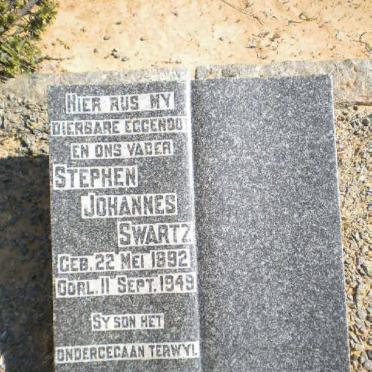 HIER RUS MY
DIERBARE EGGENOOT
EN ONS VADER
STEPHEN
JOHANNES
SWARTZ
GEB. 22 MEI 1892
OORL. 11 SEPT. 1949
SY SON HET
ONDERGEGAAN TERWYL